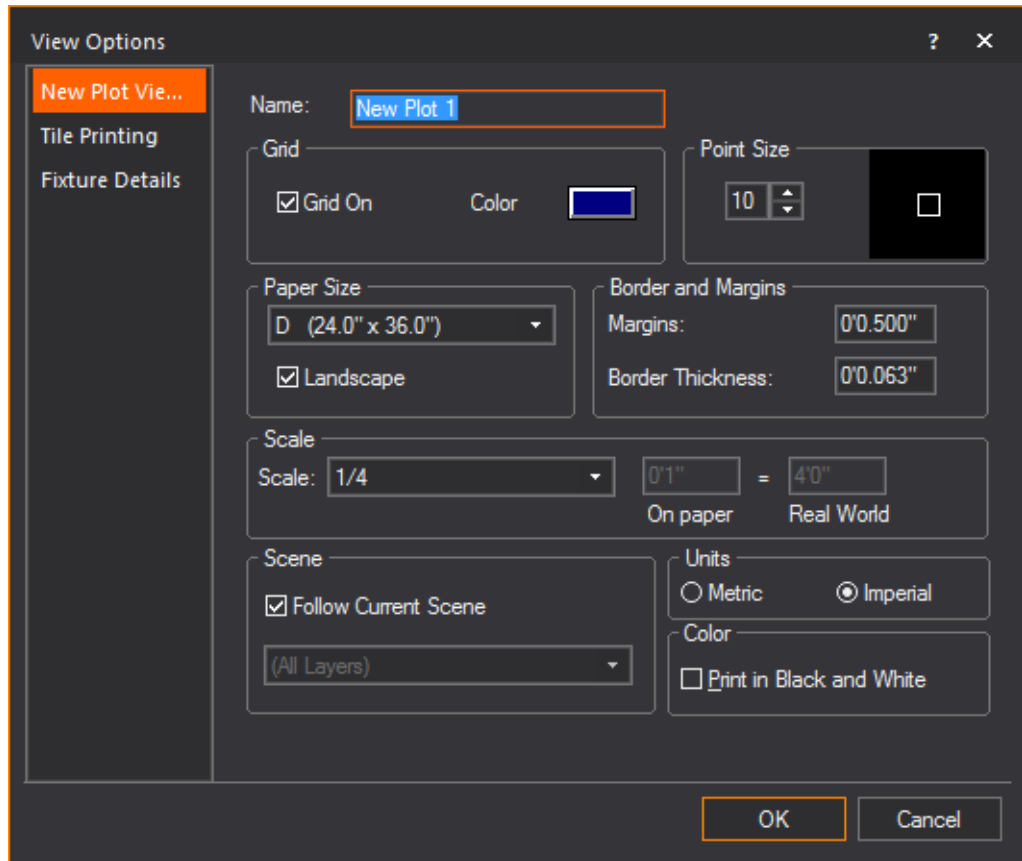 View Options
?
New Plot Vie...
Tile Printing
Fixture Details
Name: New Plot 1
Grid
Grid On Color
Point Size
10
Paper Size
D (24.0" x 36.0")
Landscape
Border and Margins
Margins: 0'0.500"
Border Thickness: 0'0.063"
Scale
Scale: 1/4 0'1" = 4'0"
On paper Real World
Scene
Follow Current Scene
(All Layers)
Units
Metric Imperial
Color
Print in Black and White
OK Cancel